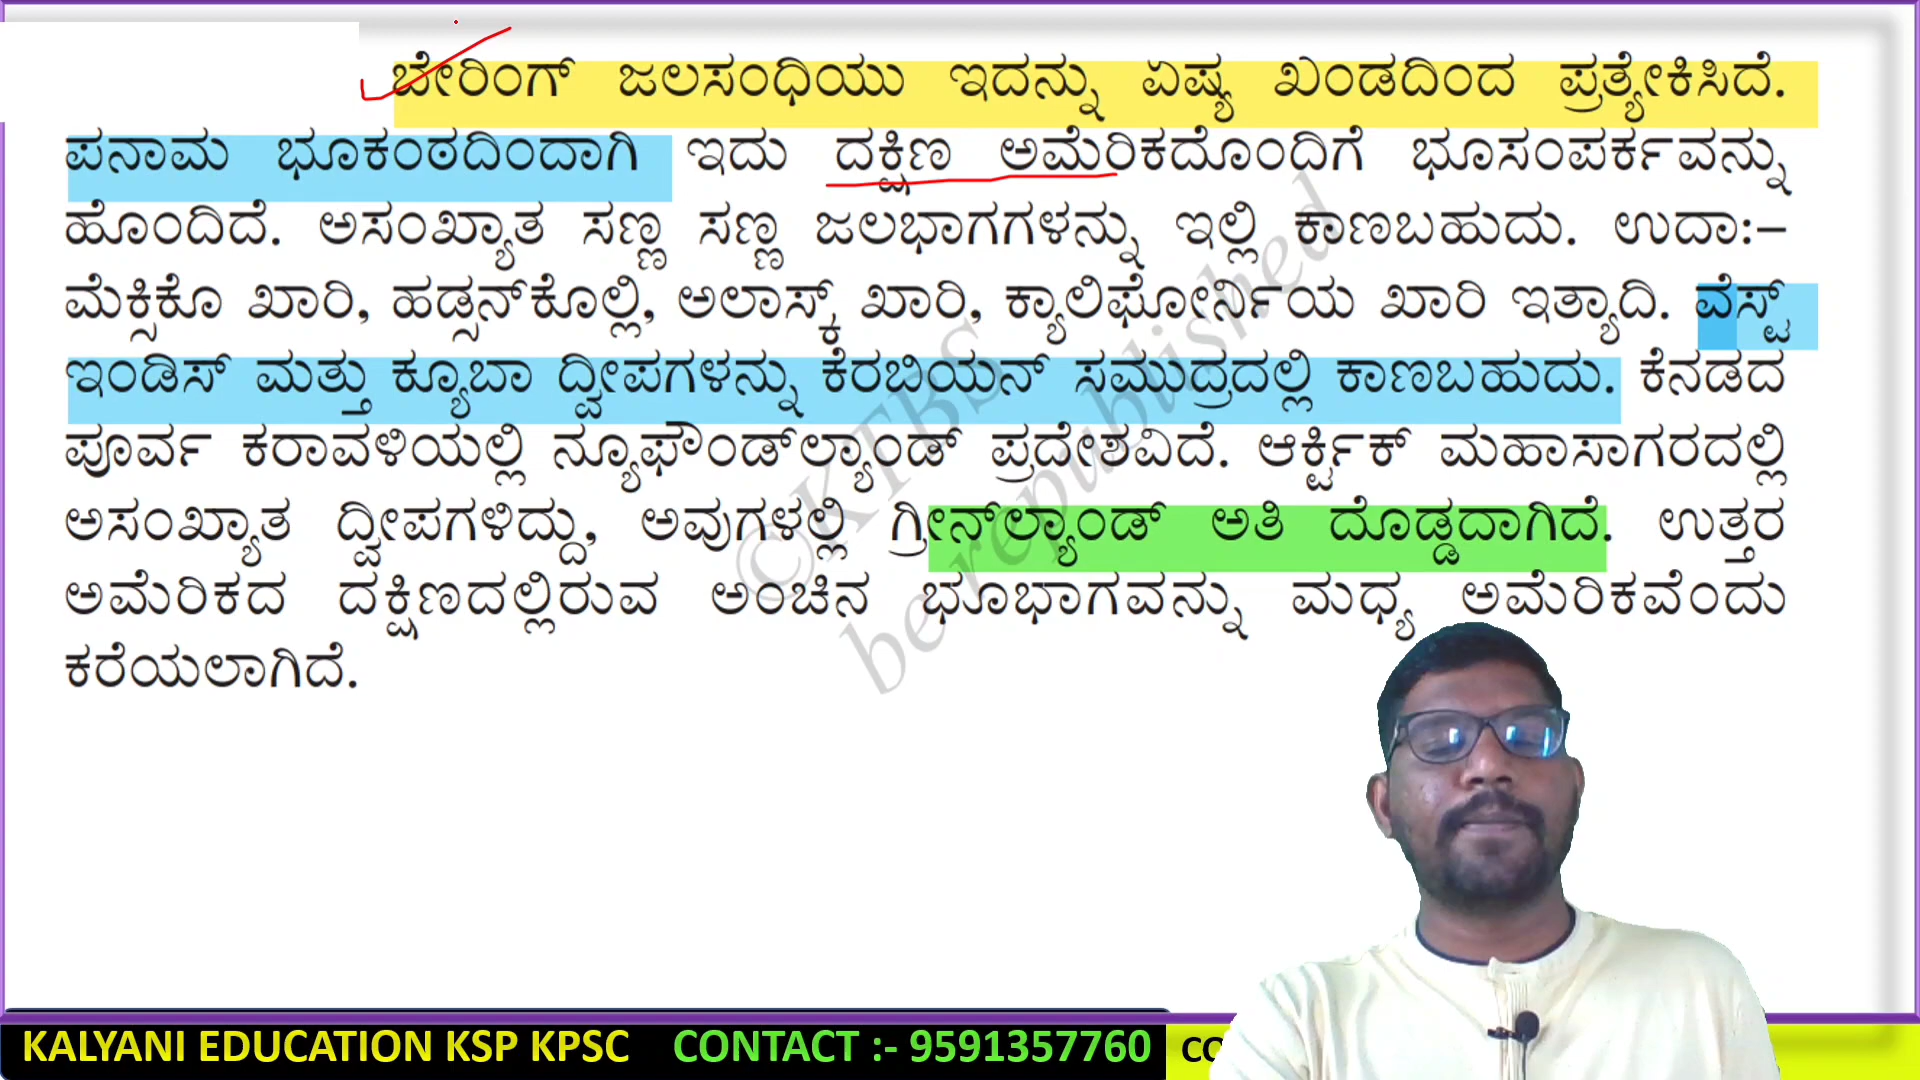 ಬೇರಿಂಗ್ ಜಲಸಂಧಿಯು ಇದನ್ನು ಏಷ್ಯ ಖಂಡದಿಂದ ಪ್ರತ್ಯೇಕಿಸಿದೆ.
ಪನಾಮ ಭೂಕಂಠದಿಂದಾಗಿ ಇದು ದಕ್ಷಿಣ ಅಮೆರಿಕದೊಂದಿಗೆ ಭೂಸಂಪರ್ಕವನ್ನು
ಹೊಂದಿದೆ. ಅಸಂಖ್ಯಾತ ಸಣ್ಣ ಸಣ್ಣ ಜಲಭಾಗಗಳನ್ನು ಇಲ್ಲಿ ಕಾಣಬಹುದು. ಉದಾ:–
ಮೆಕ್ಸಿಕೊ ಖಾರಿ, ಹಡ್ಸನ್‌ಕೊಲ್ಲಿ, ಅಲಾಸ್ಕ್ ಖಾರಿ, ಕ್ಯಾಲಿಫೋರ್ನಿಯ ಖಾರಿ ಇತ್ಯಾದಿ. ವೆಸ್ಟ್
ಇಂಡಿಸ್ ಮತ್ತು ಕ್ಯೂಬಾ ದ್ವೀಪಗಳನ್ನು ಕೆರಬಿಯನ್ ಸಮುದ್ರದಲ್ಲಿ ಕಾಣಬಹುದು. ಕೆನಡದ
ಪೂರ್ವ ಕರಾವಳಿಯಲ್ಲಿ ನ್ಯೂಫೌಂಡ್‌ಲ್ಯಾಂಡ್ ಪ್ರದೇಶವಿದೆ. ಆರ್ಕ್ಟಿಕ್ ಮಹಾಸಾಗರದಲ್ಲಿ
ಅಸಂಖ್ಯಾತ ದ್ವೀಪಗಳಿದ್ದು, ಅವುಗಳಲ್ಲಿ ಗ್ರೀನ್‌ಲ್ಯಾಂಡ್ ಅತಿ ದೊಡ್ಡದಾಗಿದೆ. ಉತ್ತರ
ಅಮೆರಿಕದ ದಕ್ಷಿಣದಲ್ಲಿರುವ ಅಂಚಿನ ಭೂಭಾಗವನ್ನು ಮಧ್ಯ ಅಮೆರಿಕವೆಂದು
ಕರೆಯಲಾಗಿದೆ.
©KTBS
be republished
KALYANI EDUCATION KSP KPSC CONTACT :- 9591357760